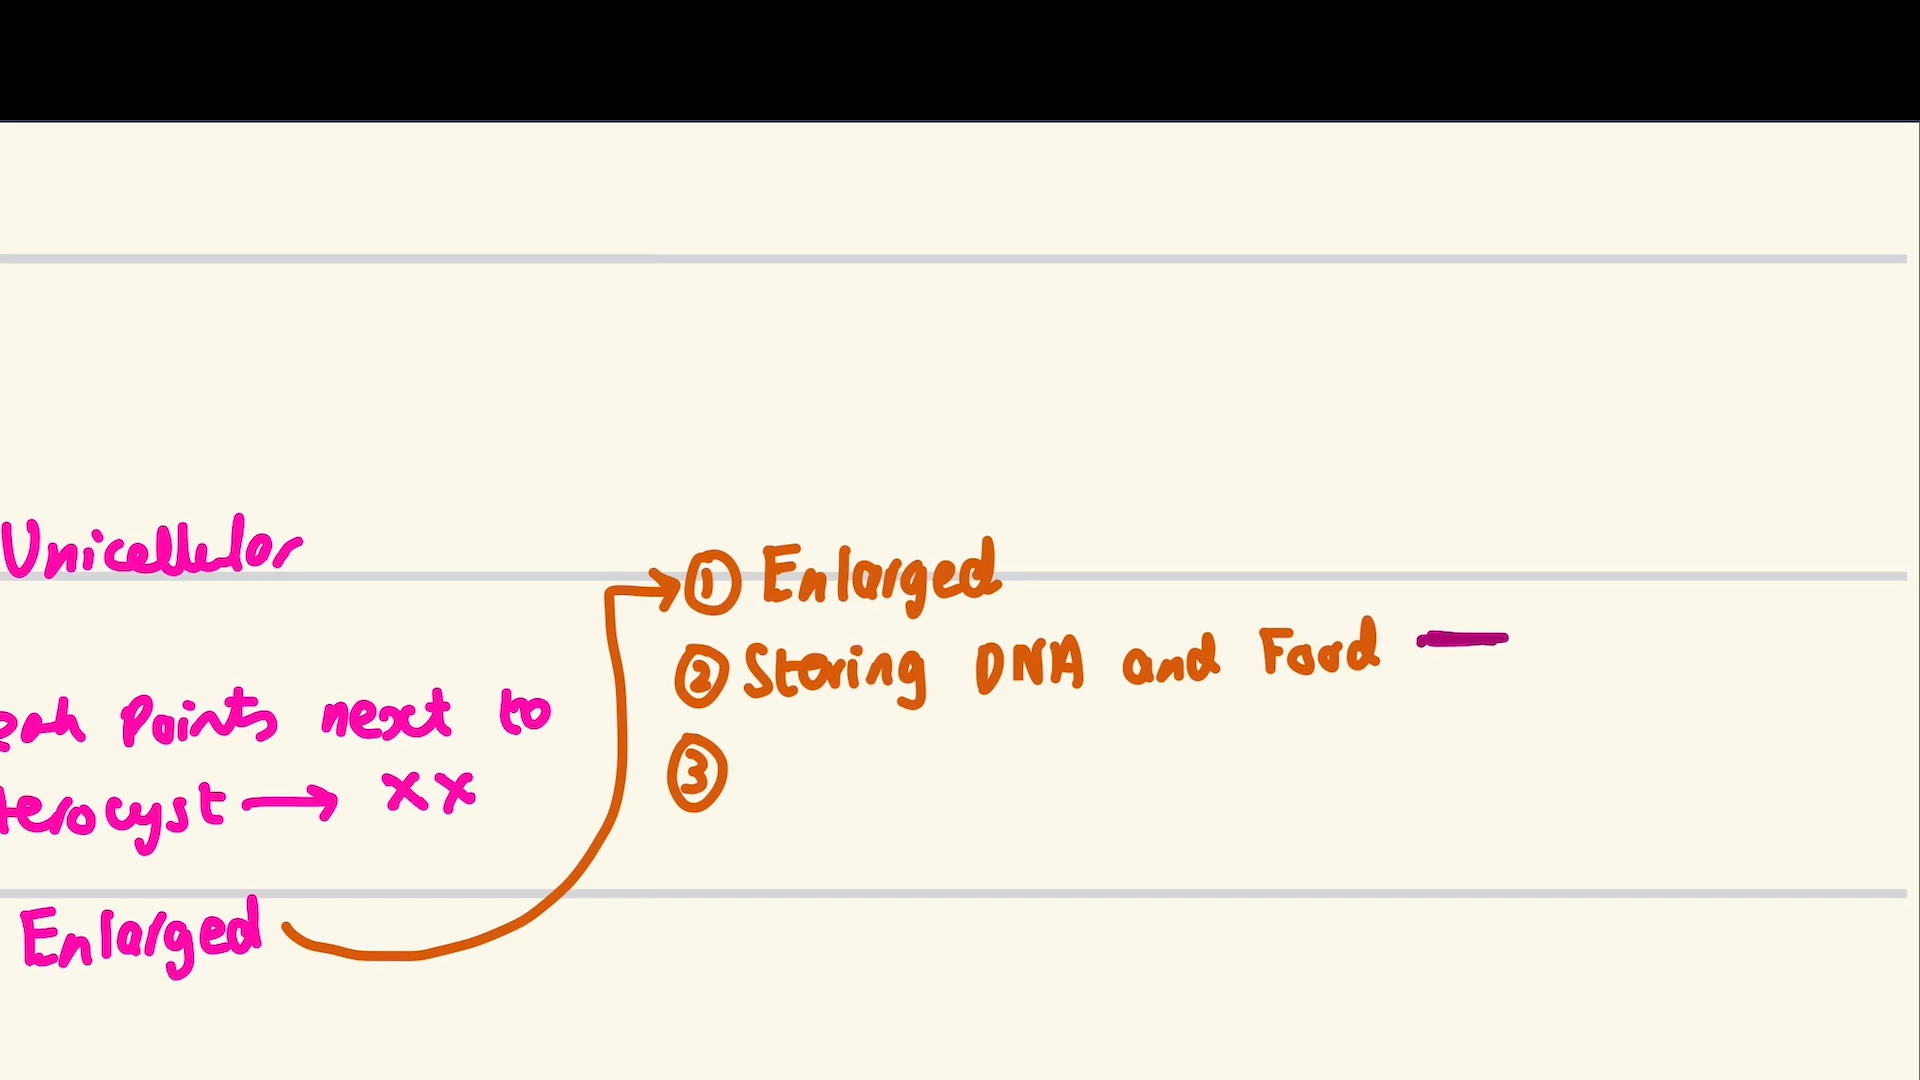 Unicellular
① Enlarged
② Storing DNA and Food —
Points next to
③
→ XX
Enlarged